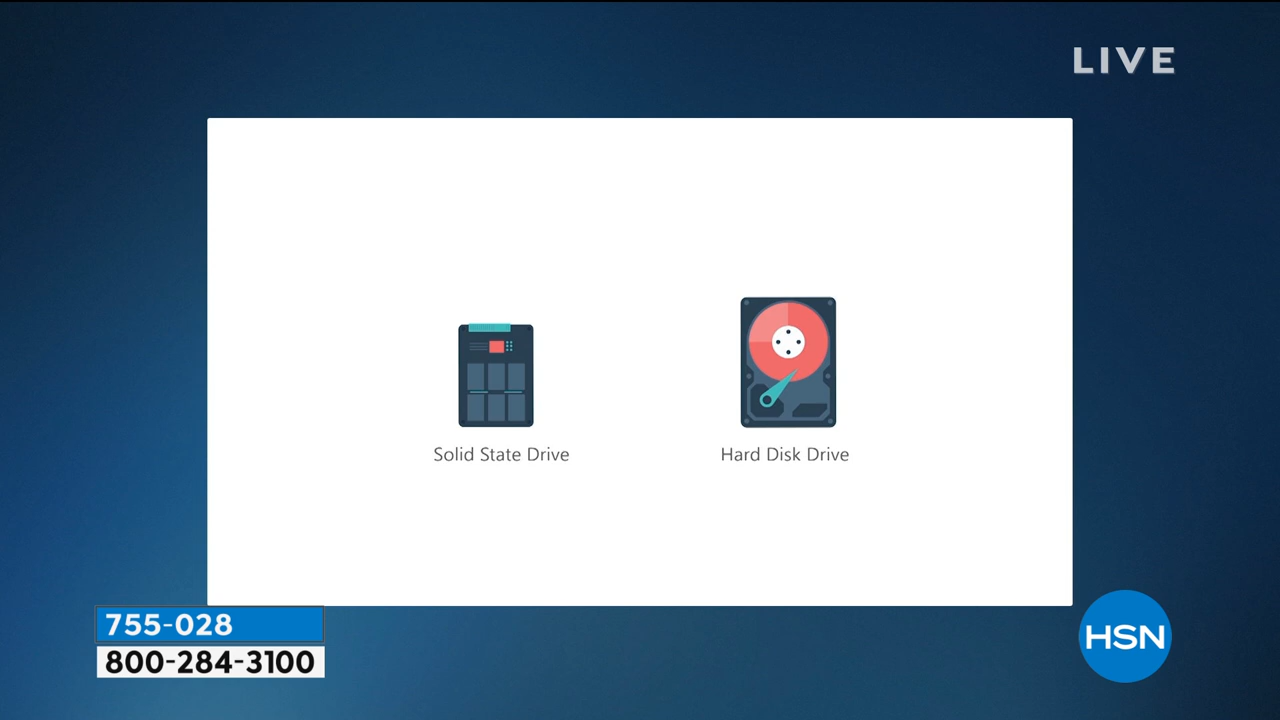 LIVE
Solid State Drive
Hard Disk Drive
755-028
800-284-3100
HSN